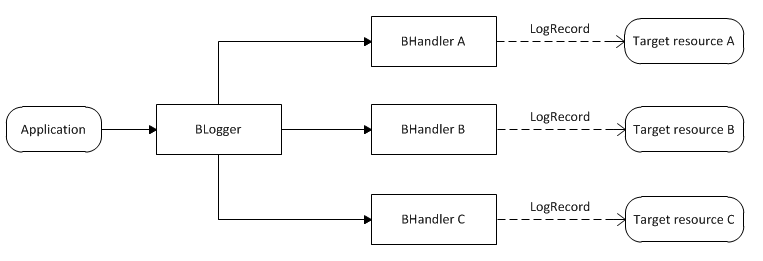 BHandler A
LogRecord
Target resource A
Application
BLogger
BHandler B
LogRecord
Target resource B
BHandler C
LogRecord
Target resource C